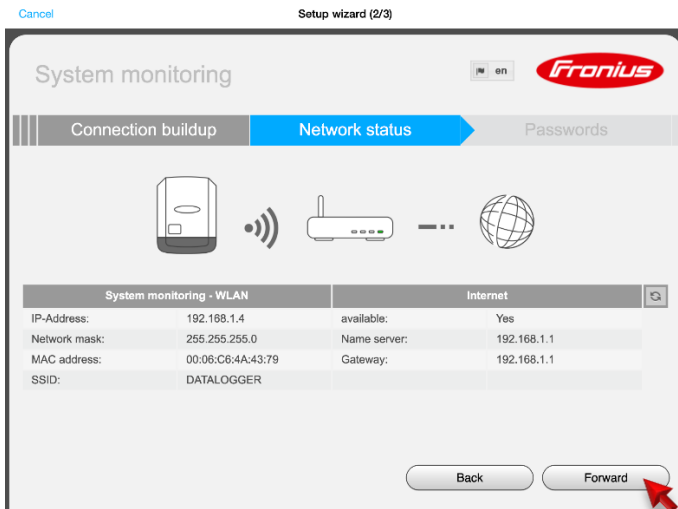 Cancel Setup wizard (2/3)
System monitoring en Fronius
Connection buildup Network status Passwords
System monitoring - WLAN Internet
IP-Address: 192.168.1.4 available: Yes
Network mask: 255.255.255.0 Name server: 192.168.1.1
MAC address: 00:06:C6:4A:43:79 Gateway: 192.168.1.1
SSID: DATALOGGER
Back Forward